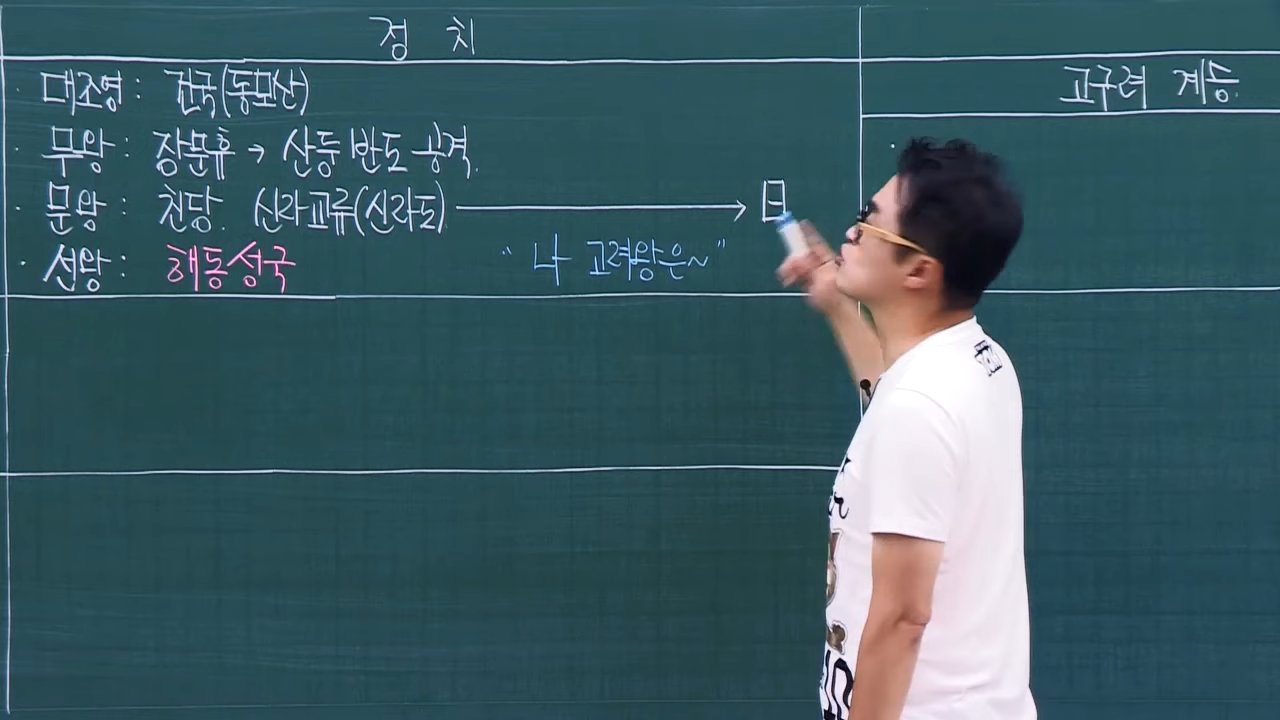 정 치
· 대조영 : 건국(동모산)
· 무왕 : 장문휴 → 산둥 반도 공격.
· 문왕 : 친당. 신라교류(신라도) → 日
"나 고려왕은~"
· 선왕 : 해동성국
고구려 계승.